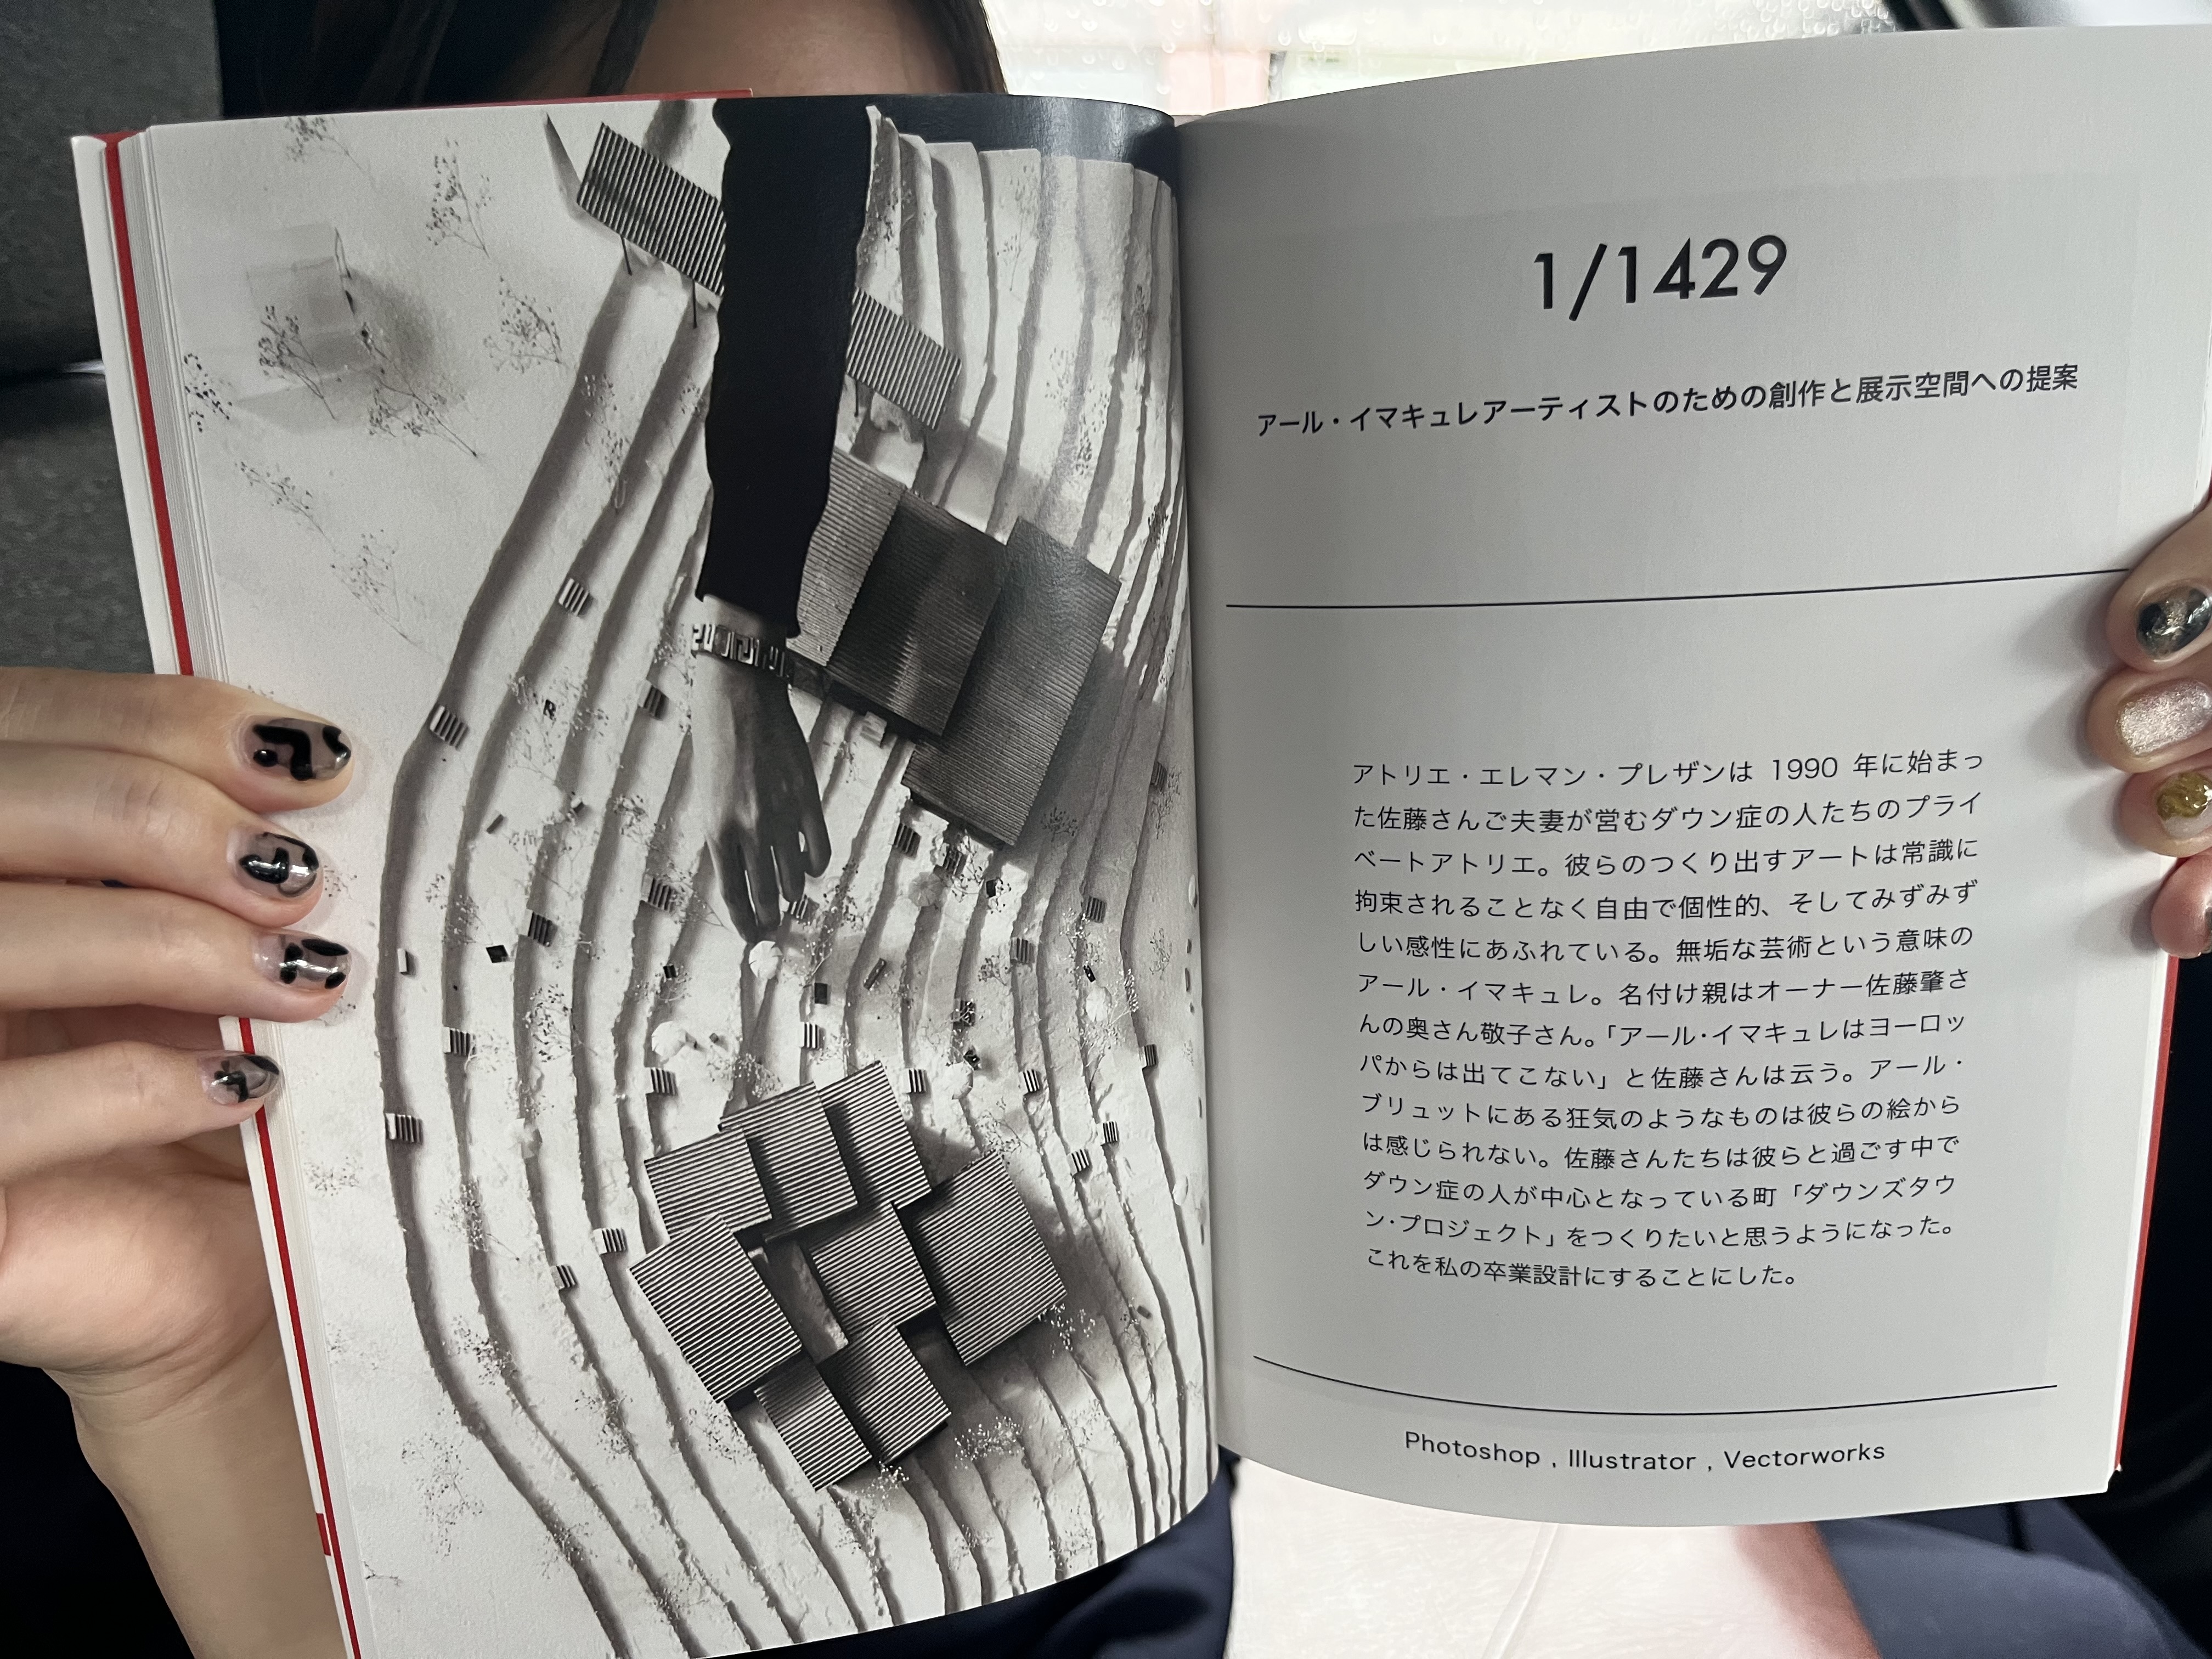 1/1429
アール・イマキュレアーティストのための創作と展示空間への提案
アトリエ・エレマン・プレザンは 1990 年に始まっ
た佐藤さんご夫妻が営むダウン症の人たちのプライ
ベートアトリエ。彼らのつくり出すアートは常識に
拘束されることなく自由で個性的、そしてみずみず
しい感性にあふれている。無垢な芸術という意味の
アール・イマキュレ。名付け親はオーナー佐藤肇さ
んの奥さん敬子さん。「アール・イマキュレはヨーロッ
パからは出てこない」と佐藤さんは云う。アール・
ブリュットにある狂気のようなものは彼らの絵から
は感じられない。佐藤さんたちは彼らと過ごす中で
ダウン症の人が中心となっている町「ダウンズタウ
ン・プロジェクト」をつくりたいと思うようになった。
これを私の卒業設計にすることにした。
Photoshop , Illustrator , Vectorworks